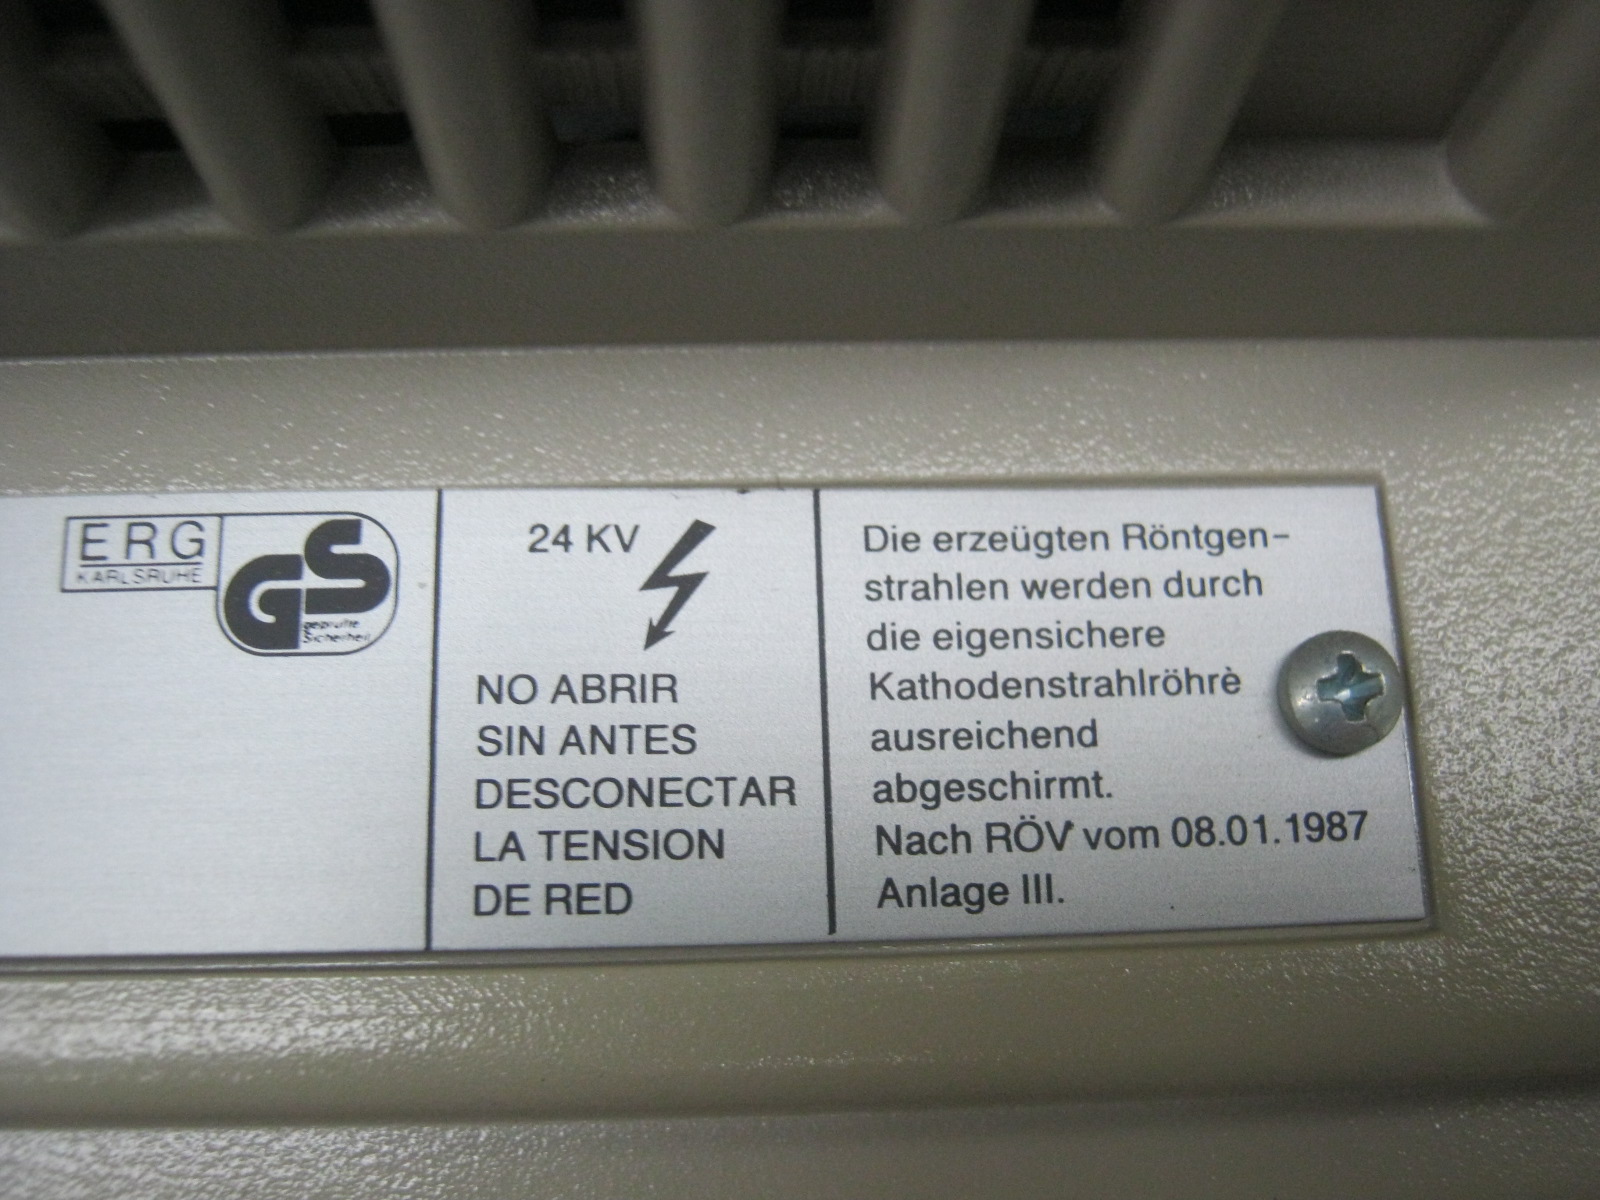 ERG
KARLSRUHE
GS
geprüfte
Sicherheit
24 KV
NO ABRIR
SIN ANTES
DESCONECTAR
LA TENSION
DE RED
Die erzeügten Röntgen-
strahlen werden durch
die eigensichere
Kathodenstrahlröhrè
ausreichend
abgeschirmt.
Nach RÖV vom 08.01.1987
Anlage III.